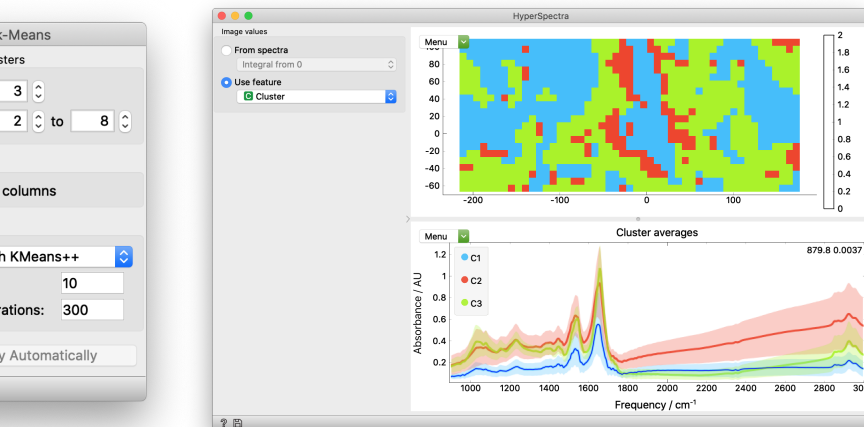 k-Means
sters
3
2 to 8
columns
h KMeans++
10
rations: 300
y Automatically
HyperSpectra
Image values
From spectra
Integral from 0
Use feature
C Cluster
Menu
80
60
40
20
0
-20
-40
-60
-200 -100 0 100
2
1.8
1.6
1.4
1.2
1
0.8
0.6
0.4
0.2
0
Menu
Cluster averages
879.8 0.0037
C1
C2
C3
Absorbance / AU
1.2
1
0.8
0.6
0.4
0.2
1000 1200 1400 1600 1800 2000 2200 2400 2600 2800 30
Frequency / cm⁻¹
?